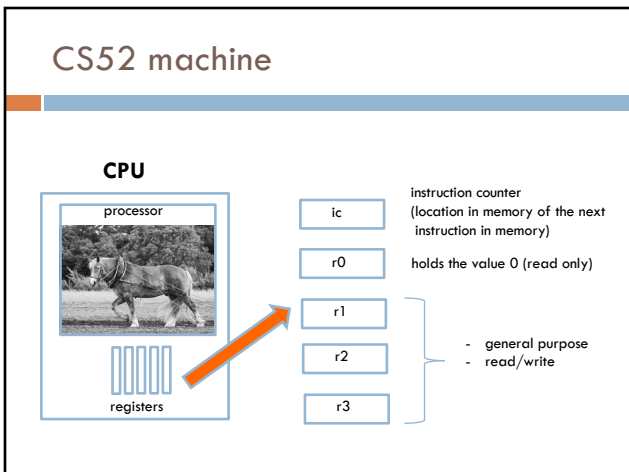 CS52 machine
CPU
processor
registers
ic
instruction counter
(location in memory of the next
instruction in memory)
r0
holds the value 0 (read only)
r1
r2
r3
- general purpose
- read/write